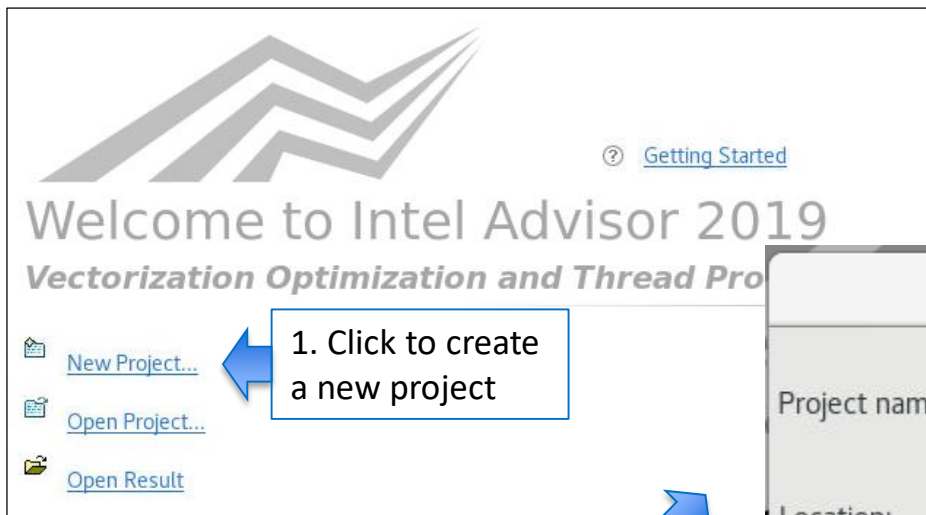 Getting Started
Welcome to Intel Advisor 2019
Vectorization Optimization and Thread Pro
New Project...
1. Click to create
a new project
Project nam
Open Project...
Open Result
Location: